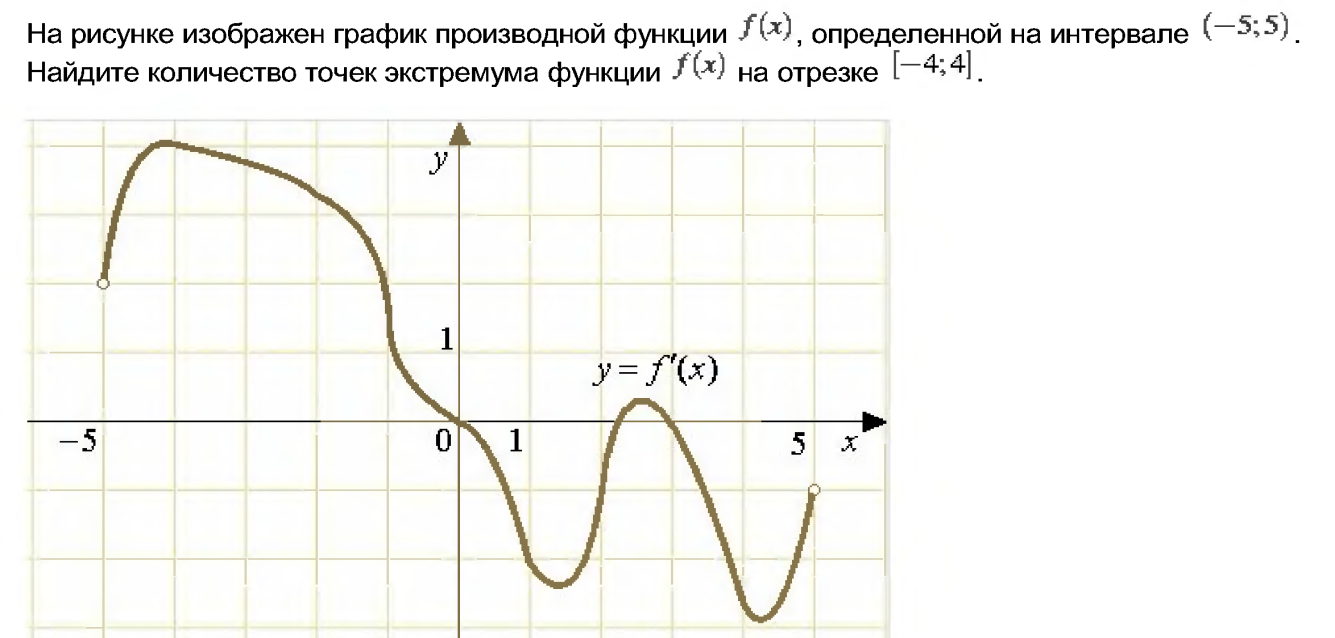 На рисунке изображен график производной функции f(x), определенной на интервале (−5; 5).
Найдите количество точек экстремума функции f(x) на отрезке [−4; 4].
y
1
y = f′(x)
−5
0
1
5
x